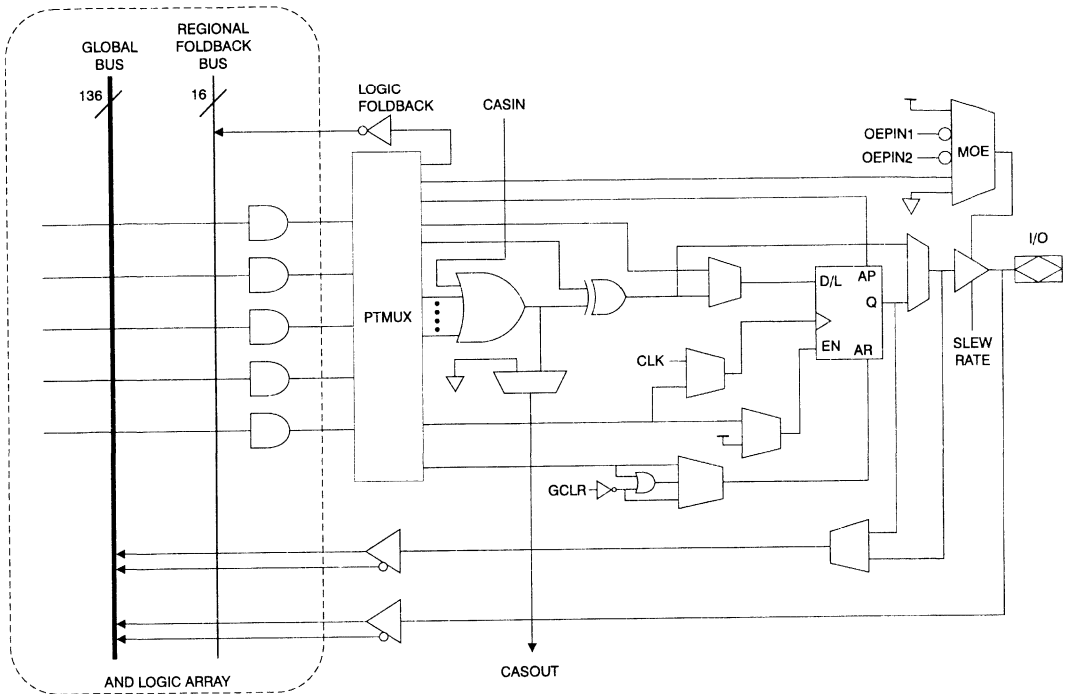 GLOBAL
BUS
REGIONAL
FOLDBACK
BUS
136
16
LOGIC
FOLDBACK
CASIN
OEPIN1
OEPIN2
MOE
I/O
PTMUX
D/L
AP
Q
EN
AR
CLK
SLEW
RATE
GCLR
CASOUT
AND LOGIC ARRAY